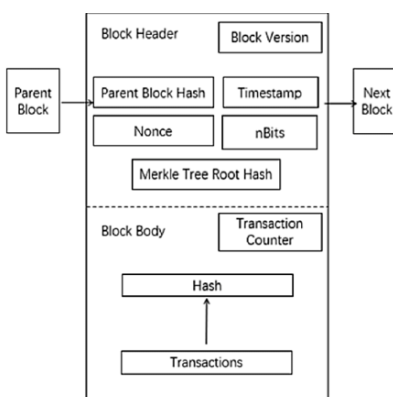 Block Header
Block Version
Parent
Block
Parent Block Hash
Timestamp
Next
Block
Nonce
nBits
Merkle Tree Root Hash
Block Body
Transaction
Counter
Hash
Transactions